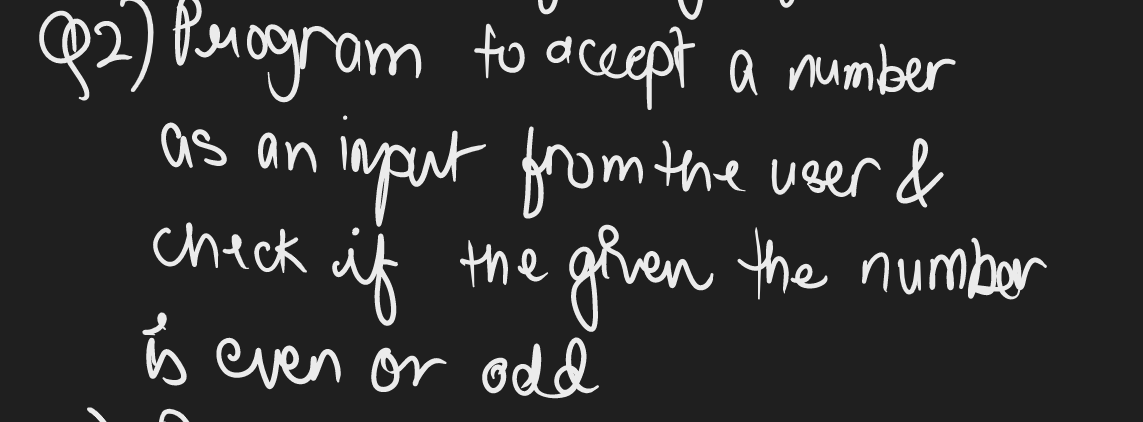 Q2) Program to accept a number
as an input from the user &
check if the given the number
is even or odd